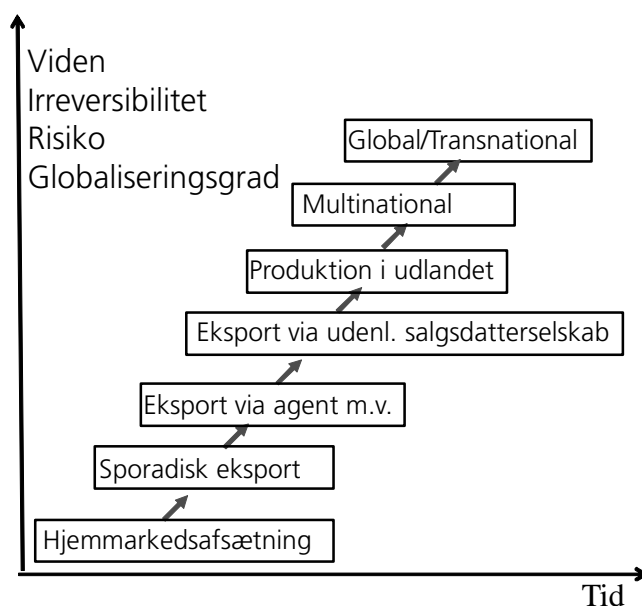 Viden
Irreversibilitet
Risiko
Globaliseringsgrad
Global/Transnational
Multinational
Produktion i udlandet
Eksport via udenl. salgsdatterselskab
Eksport via agent m.v.
Sporadisk eksport
Hjemmarkedsafsætning
Tid